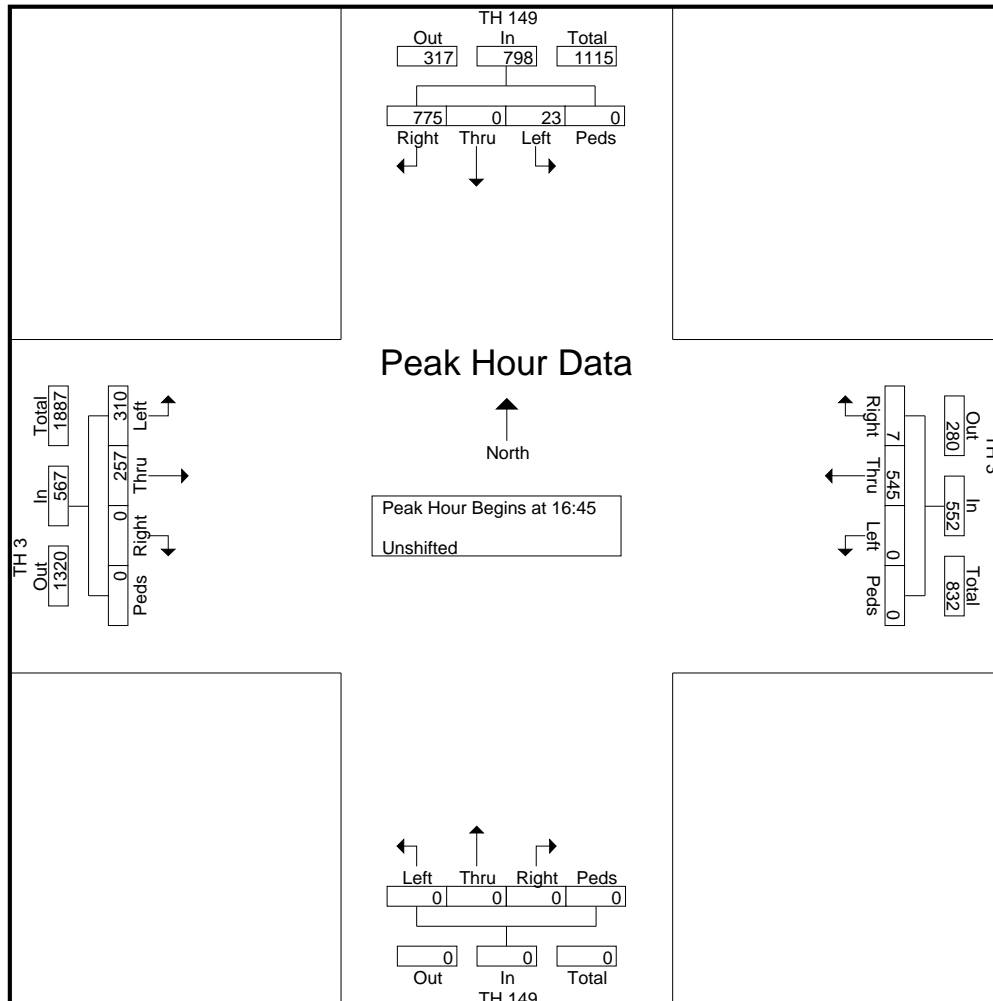 TH 149
Out In Total
317 798 1115
775 0 23 0
Right Thru Left Peds
Peak Hour Data
North
Peak Hour Begins at 16:45
Unshifted
TH 3
Out In Total
1320 567 1887
310 257 0 0
Left Thru Right Peds
TH 3
Out In Total
280 552 832
7 545 0 0
Right Thru Left Peds
Left Thru Right Peds
0 0 0 0
0 0 0
Out In Total
TH 149